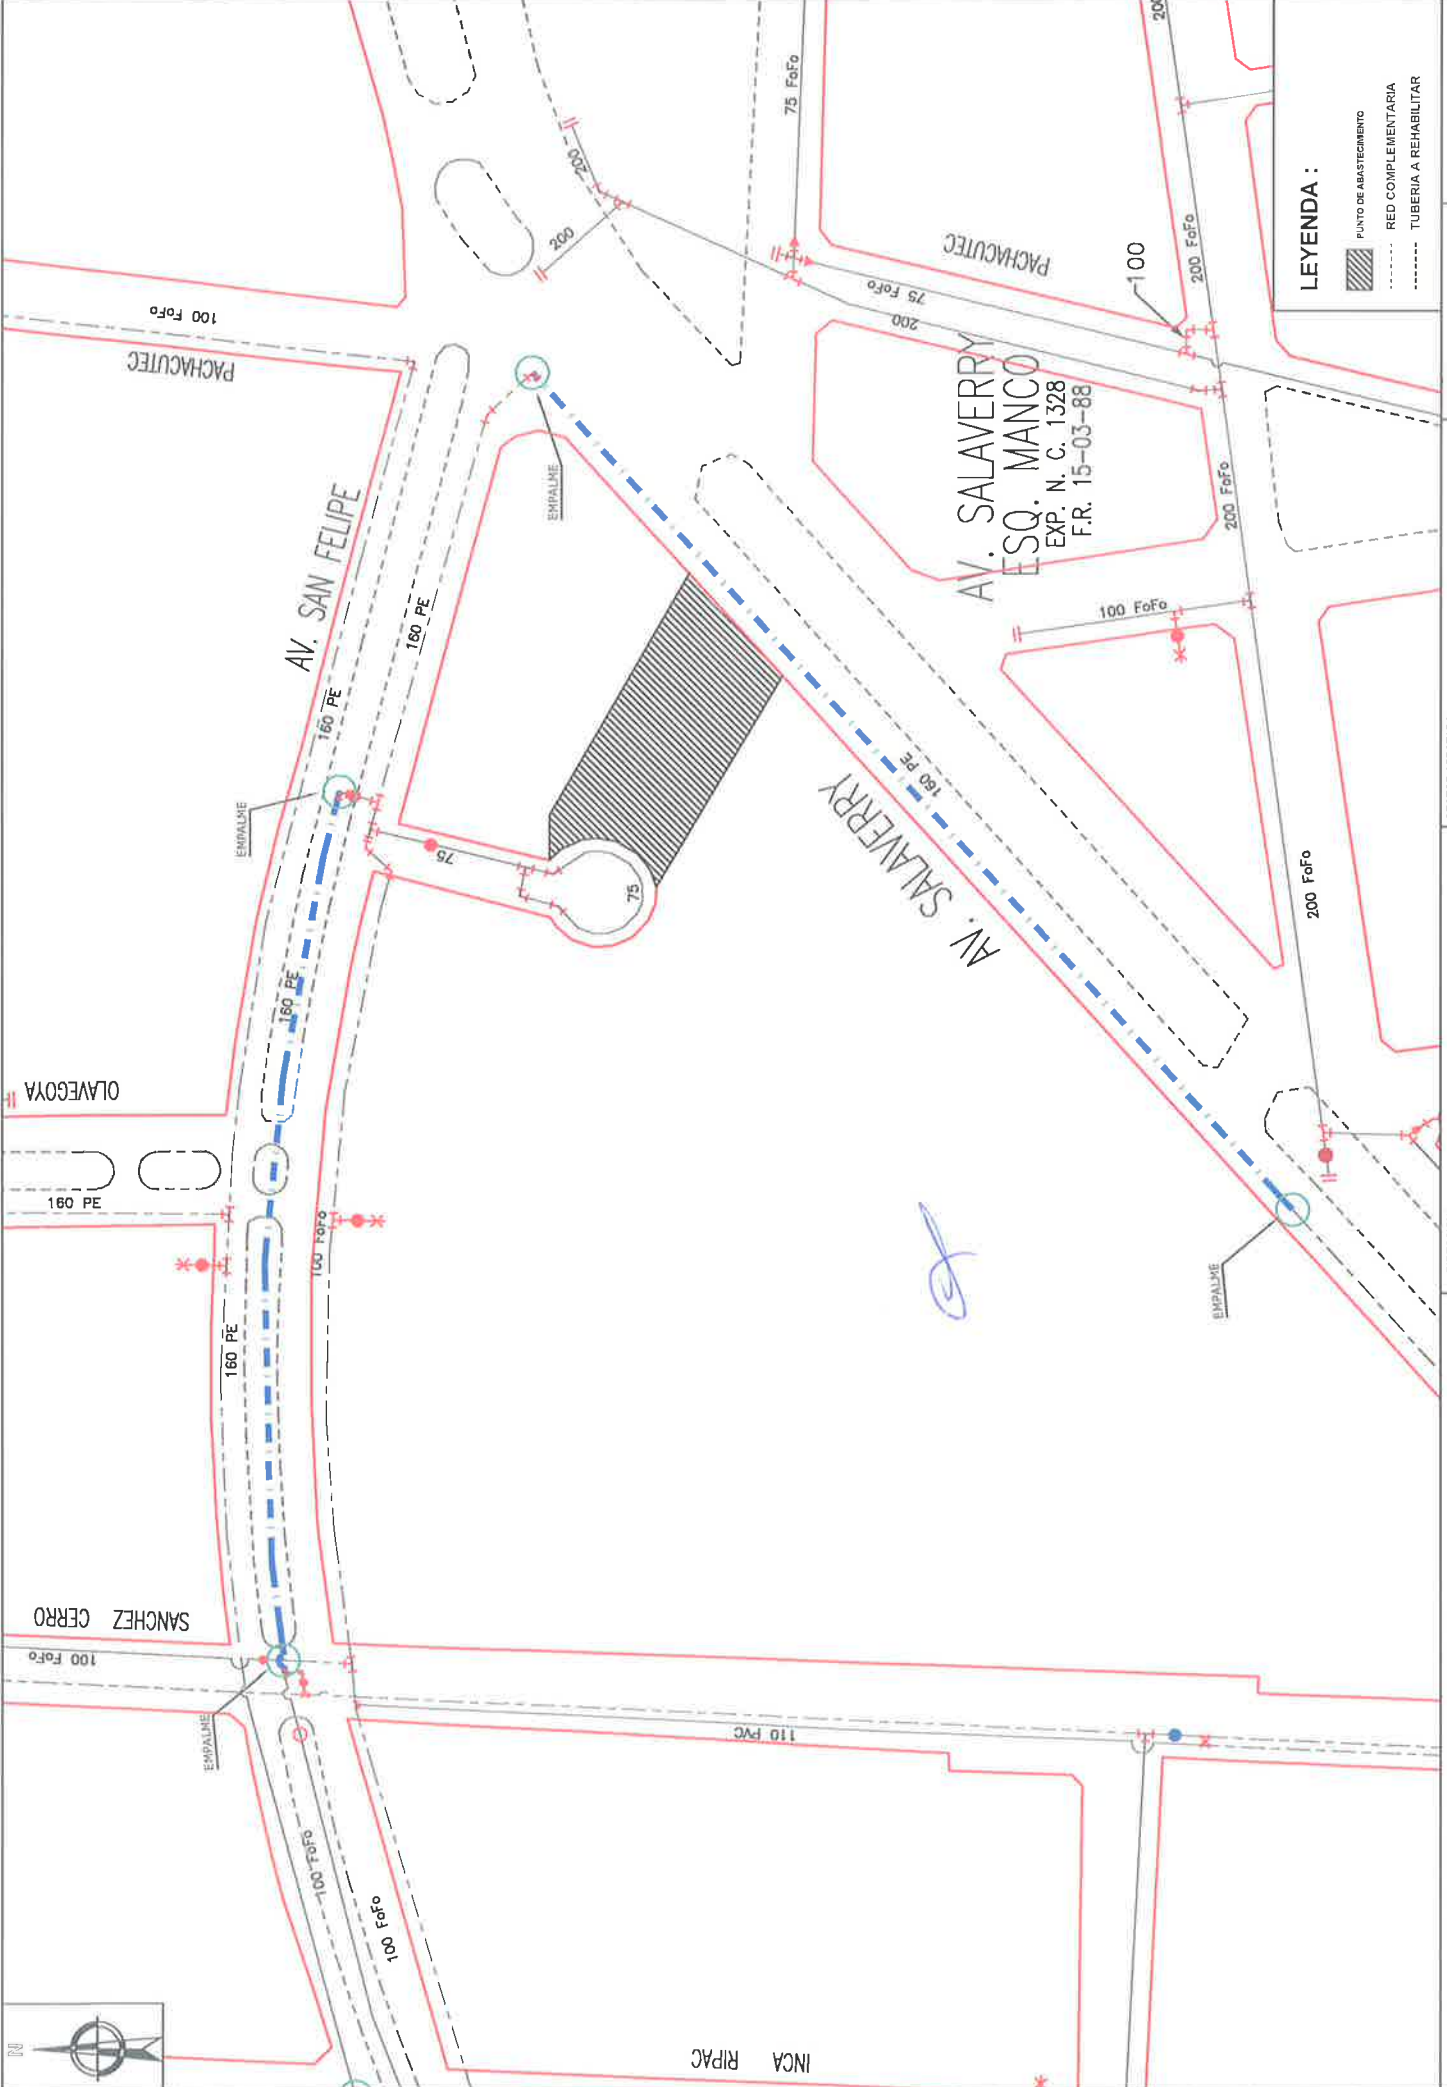 N
PACHACUTEC
100 FoFo
AV. SAN FELIPE
160 PE
160 PE
160 PE
160 PE
160 PE
EMPALME
EMPALME
EMPALME
EMPALME
OLAVEGOYA
SANCHEZ CERRO
100 FoFo
100 FoFo
100 FoFo
100 FoFo
110 PVC
INCA RIPAC
75
75
200
200
75 FoFo
PACHACUTEC
75 FoFo
200
100
200 FoFo
200 FoFo
200 FoFo
200
100 FoFo
AV. SALAVERRY
ESQ. MANCO
EXP. N. C. 1328
F.R. 15-03-88
AV. SALAVERRY
160 PE
LEYENDA :
PUNTO DE ABASTECIMIENTO
RED COMPLEMENTARIA
TUBERIA A REHABILITAR